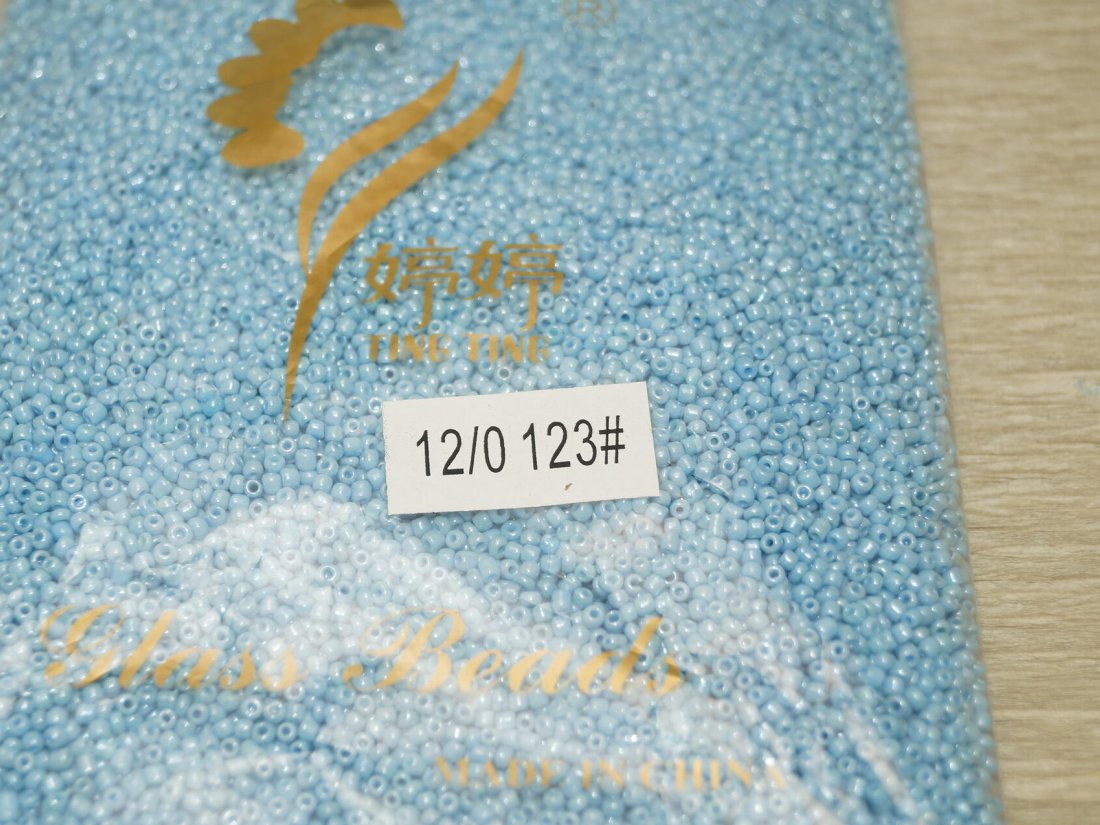 ®
婷婷
TING TING
12/0 123#
Glass Beads
MADE IN CHINA